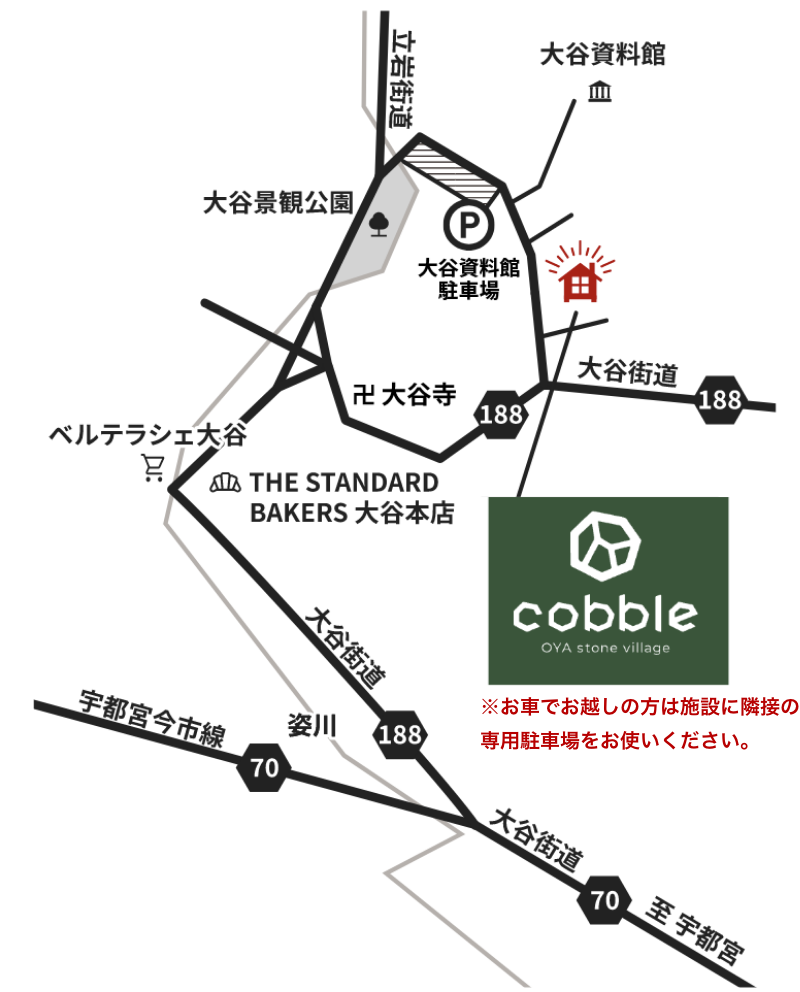 立岩街道
大谷資料館
大谷景観公園
P
大谷資料館
駐車場
大谷街道
188
卍 大谷寺
188
ベルテラシェ大谷
THE STANDARD
BAKERS 大谷本店
cobble
OYA stone village
大谷街道
※お車でお越しの方は施設に隣接の
専用駐車場をお使いください。
宇都宮今市線
姿川
188
70
大谷街道
70
至 宇都宮